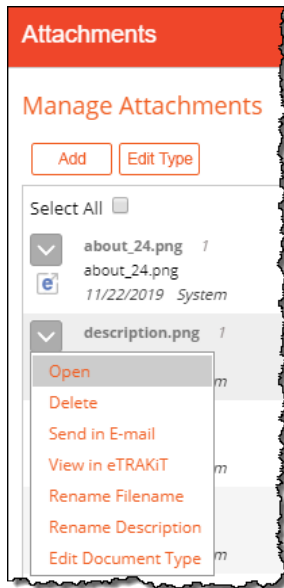 Attachments
Manage Attachments
Add Edit Type
Select All
about_24.png 1
about_24.png
e
11/22/2019 System
description.png 1
Open
Delete
Send in E-mail
View in eTRAKiT
Rename Filename
Rename Description
Edit Document Type